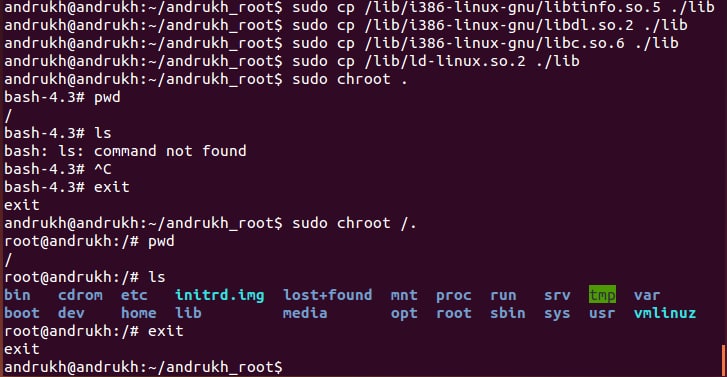 andrukh@andrukh:~/andrukh_root$ sudo cp /lib/i386-linux-gnu/libtinfo.so.5 ./lib
andrukh@andrukh:~/andrukh_root$ sudo cp /lib/i386-linux-gnu/libdl.so.2 ./lib
andrukh@andrukh:~/andrukh_root$ sudo cp /lib/i386-linux-gnu/libc.so.6 ./lib
andrukh@andrukh:~/andrukh_root$ sudo cp /lib/ld-linux.so.2 ./lib
andrukh@andrukh:~/andrukh_root$ sudo chroot .
bash-4.3# pwd
/
bash-4.3# ls
bash: ls: command not found
bash-4.3# ^C
bash-4.3# exit
exit
andrukh@andrukh:~/andrukh_root$ sudo chroot /.
root@andrukh:/# pwd
/
root@andrukh:/# ls
bin cdrom etc initrd.img lost+found mnt proc run srv tmp var
boot dev home lib media opt root sbin sys usr vmlinuz
root@andrukh:/# exit
exit
andrukh@andrukh:~/andrukh_root$